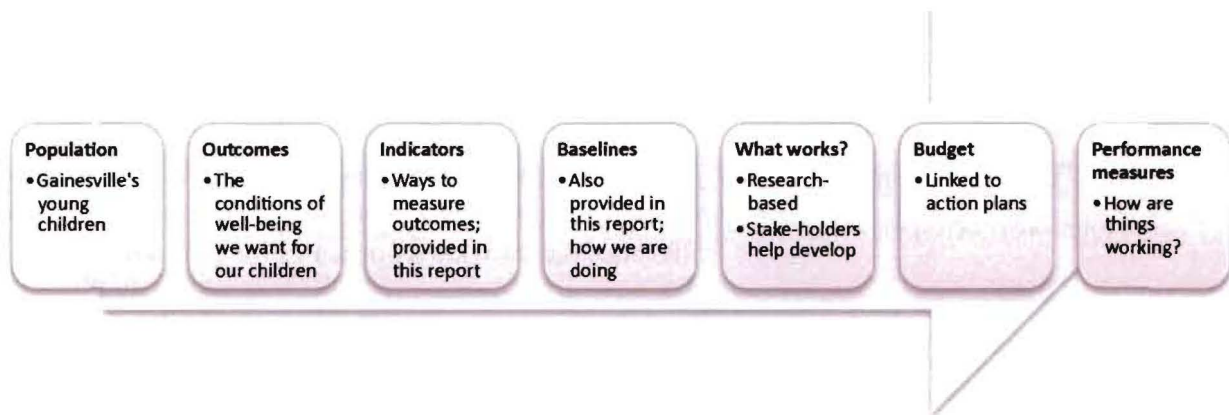 Population
• Gainesville's
young
children
Outcomes
• The
conditions of
well-being
we want for
our children
Indicators
• Ways to
measure
outcomes;
provided in
this report
Baselines
• Also
provided in
this report;
how we are
doing
What works?
• Research-
based
• Stake-holders
help develop
Budget
• Linked to
action plans
Performance
measures
• How are
things
working?